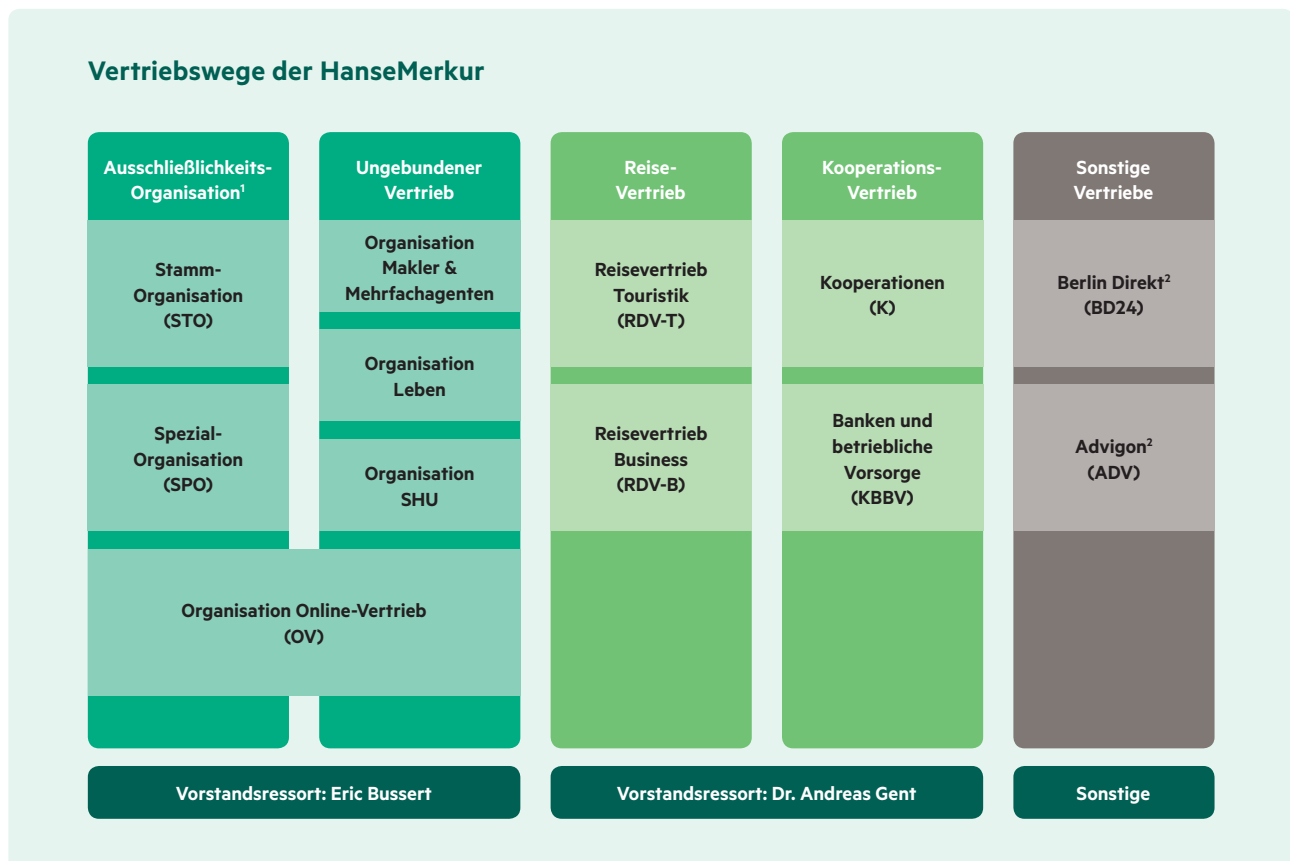 Vertriebswege der HanseMerkur
Ausschließlichkeits-
Organisation¹
Stamm-
Organisation
(STO)
Spezial-
Organisation
(SPO)
Ungebundener
Vertrieb
Organisation
Makler &
Mehrfachagenten
Organisation
Leben
Organisation
SHU
Organisation Online-Vertrieb
(OV)
Reise-
Vertrieb
Reisevertrieb
Touristik
(RDV-T)
Reisevertrieb
Business
(RDV-B)
Kooperations-
Vertrieb
Kooperationen
(K)
Banken und
betriebliche
Vorsorge
(KBBV)
Sonstige
Vertriebe
Berlin Direkt²
(BD24)
Advigon²
(ADV)
Vorstandsressort: Eric Bussert
Vorstandsressort: Dr. Andreas Gent
Sonstige